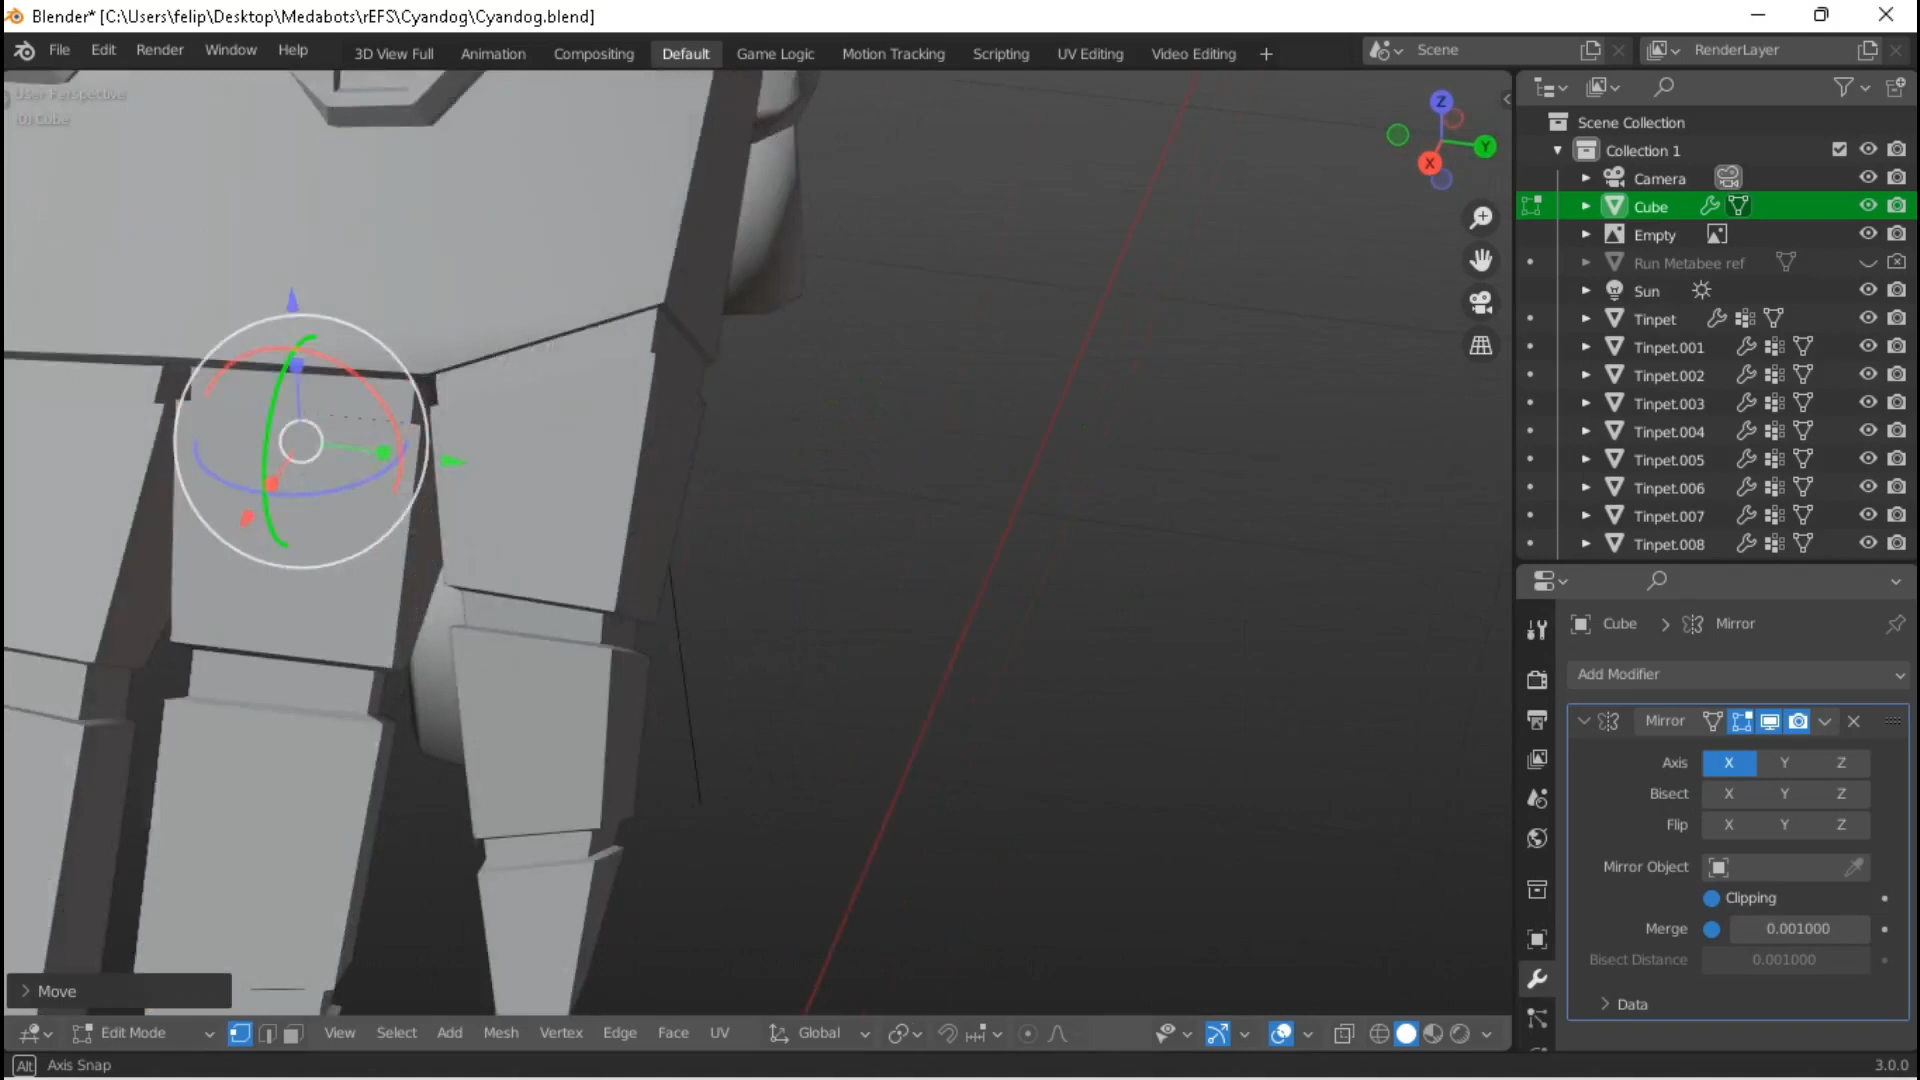 Blender* [C:\Users\felip\Desktop\Medabots\rEFS\Cyandog\Cyandog.blend]
File Edit Render Window Help 3D View Full Animation Compositing Default Game Logic Motion Tracking Scripting UV Editing Video Editing + Scene RenderLayer
User Perspective
(0) Cube
Z
Y
X
Scene Collection
Collection 1
Camera
Cube
Empty
Run Metabee ref
Sun
Tinpet
Tinpet.001
Tinpet.002
Tinpet.003
Tinpet.004
Tinpet.005
Tinpet.006
Tinpet.007
Tinpet.008
Cube > Mirror
Add Modifier
Mirror
Axis X Y Z
Bisect X Y Z
Flip X Y Z
Mirror Object
Clipping
Merge 0.001000
Bisect Distance 0.001000
> Data
> Move
Edit Mode View Select Add Mesh Vertex Edge Face UV Global
Alt Axis Snap 3.0.0